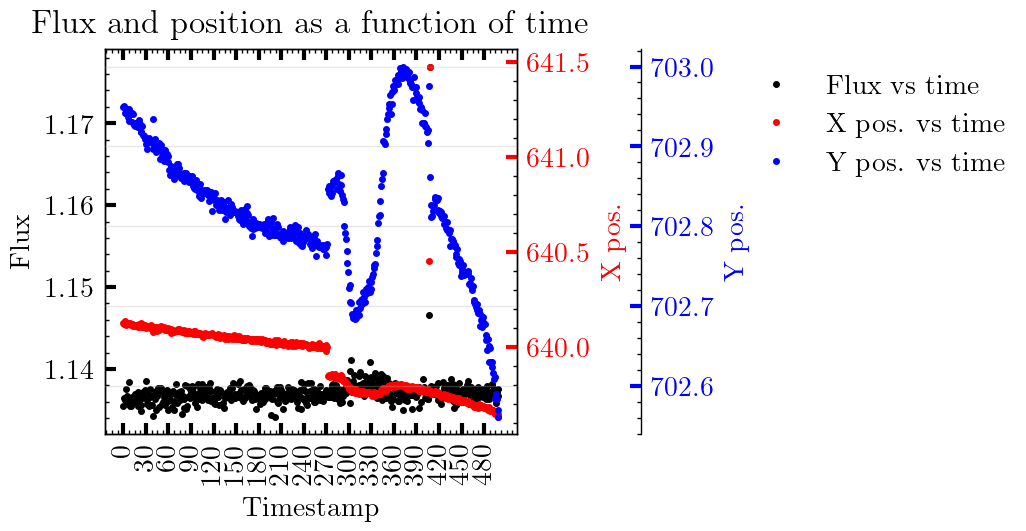 Flux and position as a function of time
Flux
1.17
1.16
1.15
1.14
641.5
641.0
640.5
640.0
X pos.
703.0
702.9
702.8
702.7
702.6
Y pos.
Flux vs time
X pos. vs time
Y pos. vs time
0 30 60 90 120 150 180 210 240 270 300 330 360 390 420 450 480
Timestamp